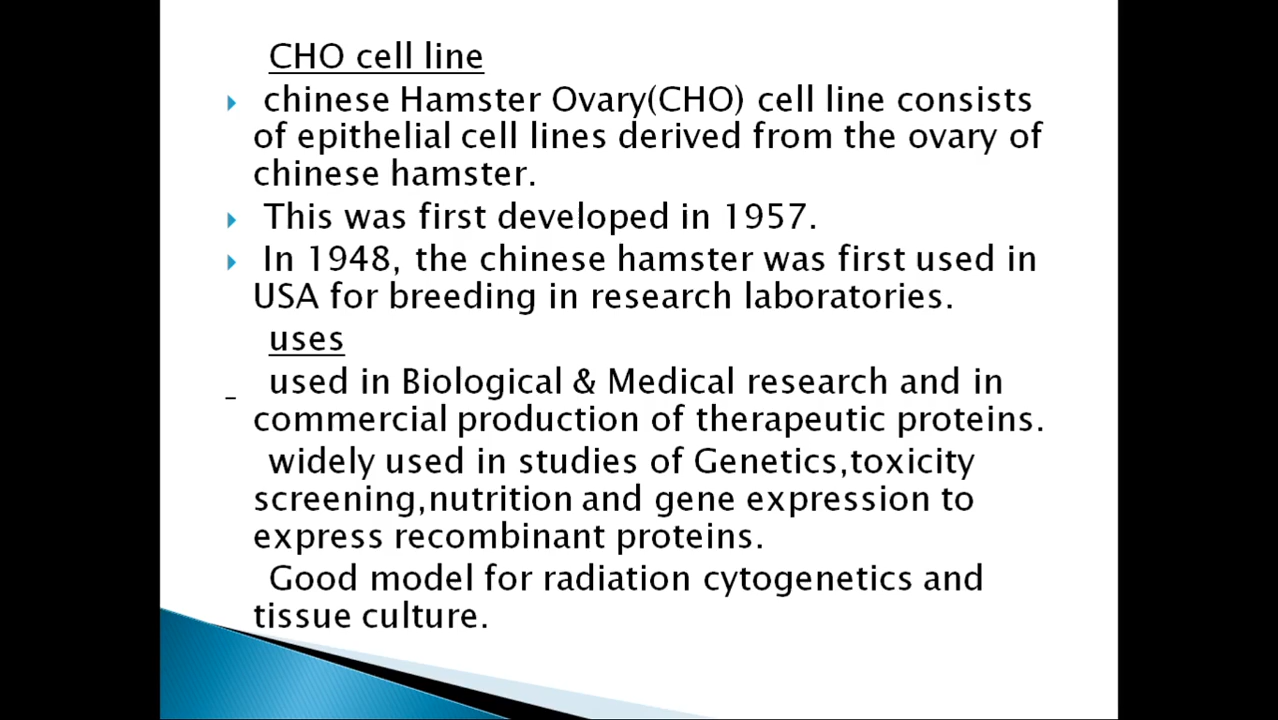 CHO cell line
chinese Hamster Ovary(CHO) cell line consists
of epithelial cell lines derived from the ovary of
chinese hamster.
This was first developed in 1957.
In 1948, the chinese hamster was first used in
USA for breeding in research laboratories.
uses
used in Biological & Medical research and in
commercial production of therapeutic proteins.
widely used in studies of Genetics,toxicity
screening,nutrition and gene expression to
express recombinant proteins.
Good model for radiation cytogenetics and
tissue culture.